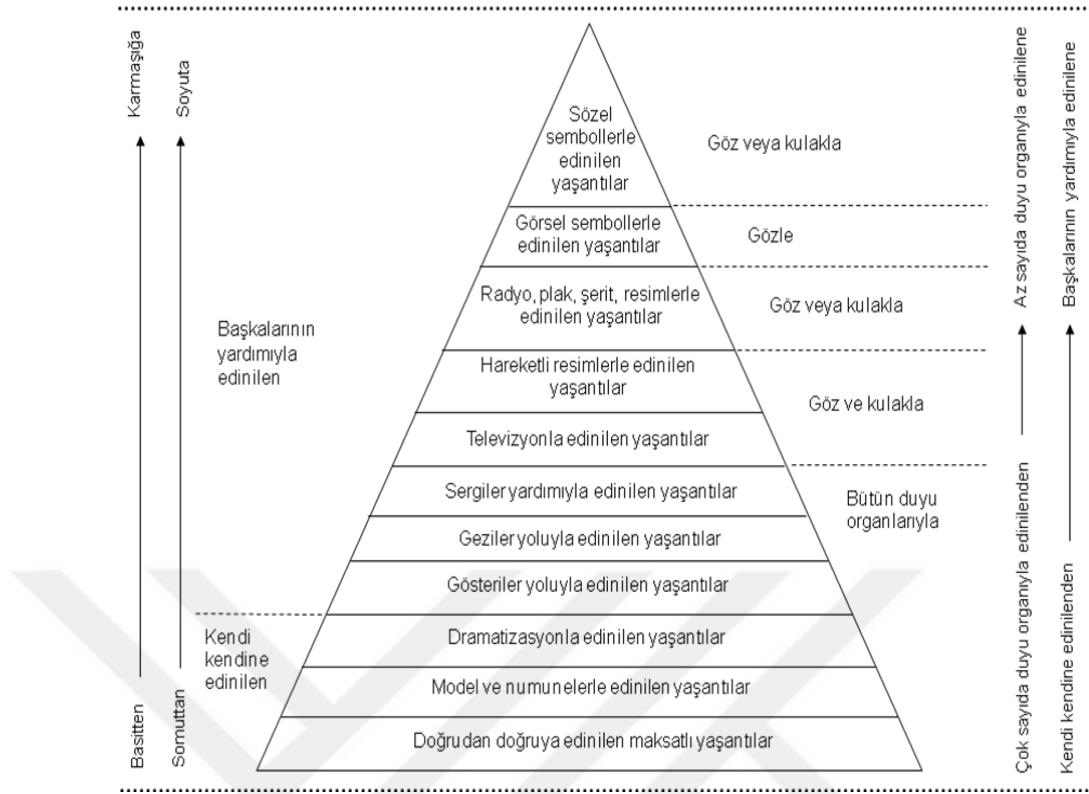 Karmaşığa
Soyuta
Basitten
Somuttan
Başkalarının
yardımıyla
edinilen
Kendi
kendine
edinilen
Sözel
sembollerle
edinilen
yaşantılar
Görsel sembollerle
edinilen yaşantılar
Radyo, plak, şerit, resimlerle
edinilen yaşantılar
Hareketli resimlerle edinilen
yaşantılar
Televizyonla edinilen yaşantılar
Sergiler yardımıyla edinilen yaşantılar
Geziler yoluyla edinilen yaşantılar
Gösteriler yoluyla edinilen yaşantılar
Dramatizasyonla edinilen yaşantılar
Model ve numunelerle edinilen yaşantılar
Doğrudan doğruya edinilen maksatlı yaşantılar
Göz veya kulakla
Gözle
Göz veya kulakla
Göz ve kulakla
Bütün duyu
organlarıyla
Az sayıda duyu organıyla edinilene
Çok sayıda duyu organıyla edinilenden
Başkalarının yardımıyla edinilene
Kendi kendine edinilenden